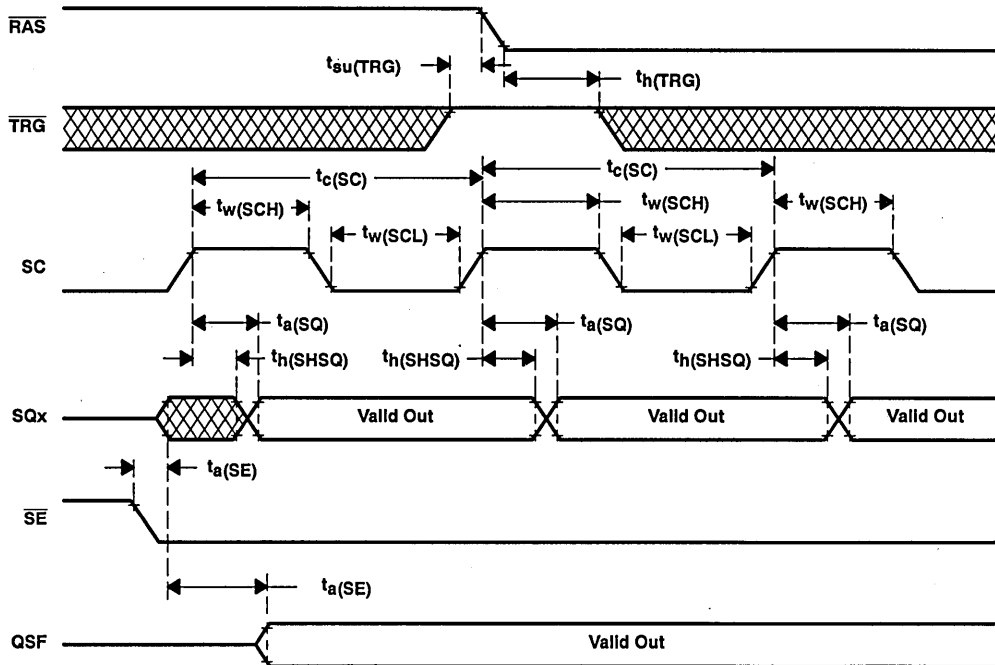 RAS
tsu(TRG)
th(TRG)
TRG
tc(SC)
tc(SC)
tw(SCH)
tw(SCH)
tw(SCH)
tw(SCL)
tw(SCL)
SC
ta(SQ)
ta(SQ)
ta(SQ)
th(SHSQ)
th(SHSQ)
th(SHSQ)
SQx
Valid Out
Valid Out
Valid Out
ta(SE)
SE
ta(SE)
QSF
Valid Out